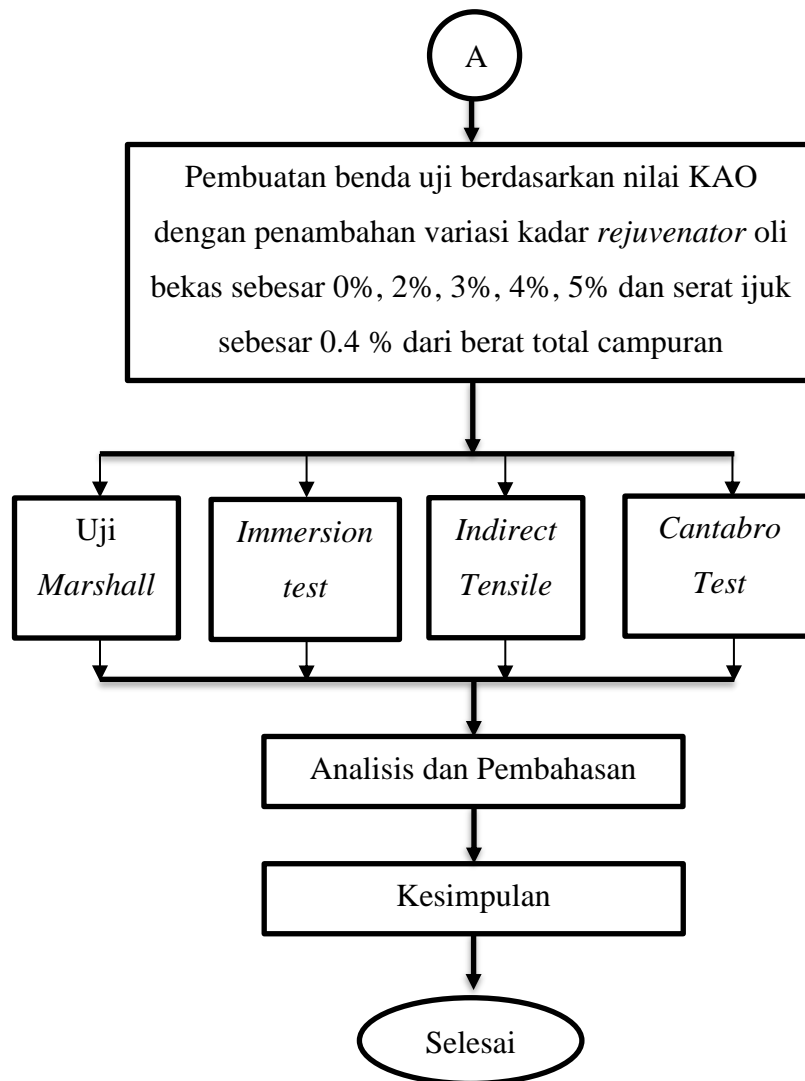 A
Pembuatan benda uji berdasarkan nilai KAO
dengan penambahan variasi kadar rejuvenator oli
bekas sebesar 0%, 2%, 3%, 4%, 5% dan serat ijuk
sebesar 0.4 % dari berat total campuran
Uji
Marshall
Immersion
test
Indirect
Tensile
Cantabro
Test
Analisis dan Pembahasan
Kesimpulan
Selesai